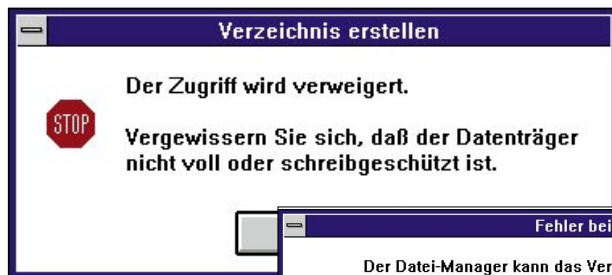 Verzeichnis erstellen
STOP
Der Zugriff wird verweigert.
Vergewissern Sie sich, daß der Datenträger
nicht voll oder schreibgeschützt ist.
Fehler bei
Der Datei-Manager kann das Ver